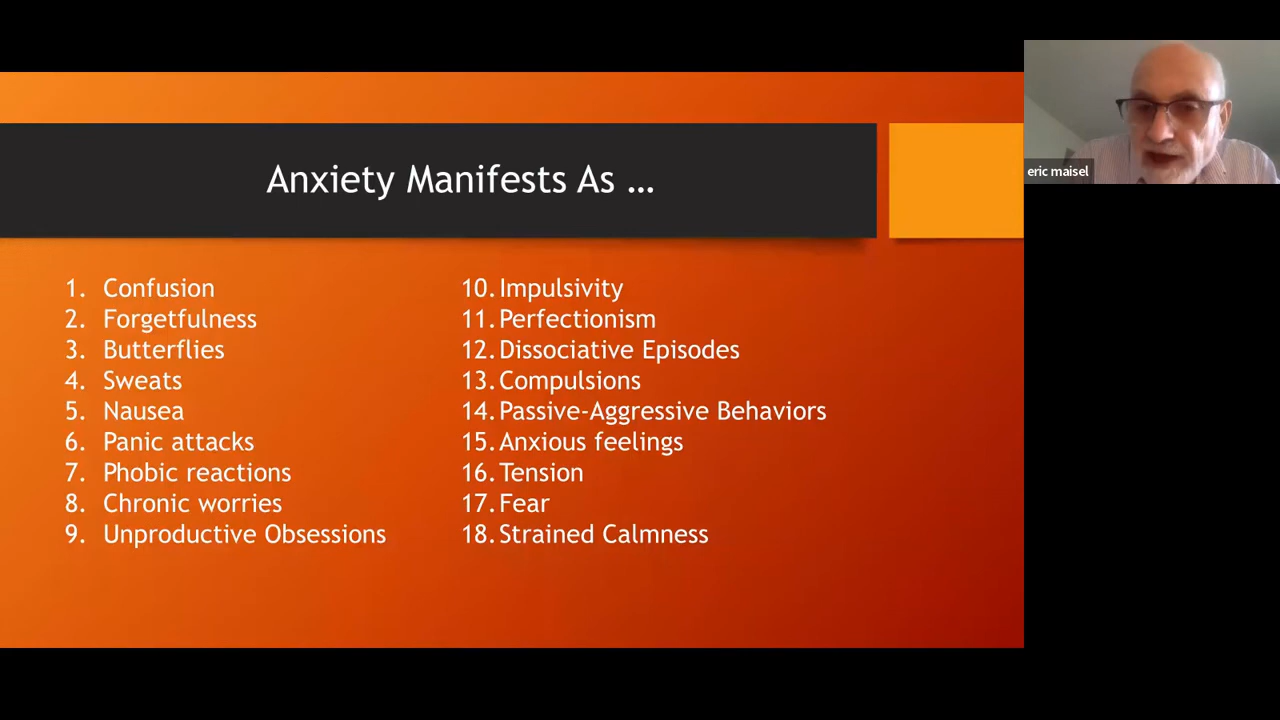 Anxiety Manifests As ...
1. Confusion
2. Forgetfulness
3. Butterflies
4. Sweats
5. Nausea
6. Panic attacks
7. Phobic reactions
8. Chronic worries
9. Unproductive Obsessions
10. Impulsivity
11. Perfectionism
12. Dissociative Episodes
13. Compulsions
14. Passive-Aggressive Behaviors
15. Anxious feelings
16. Tension
17. Fear
18. Strained Calmness
eric maisel